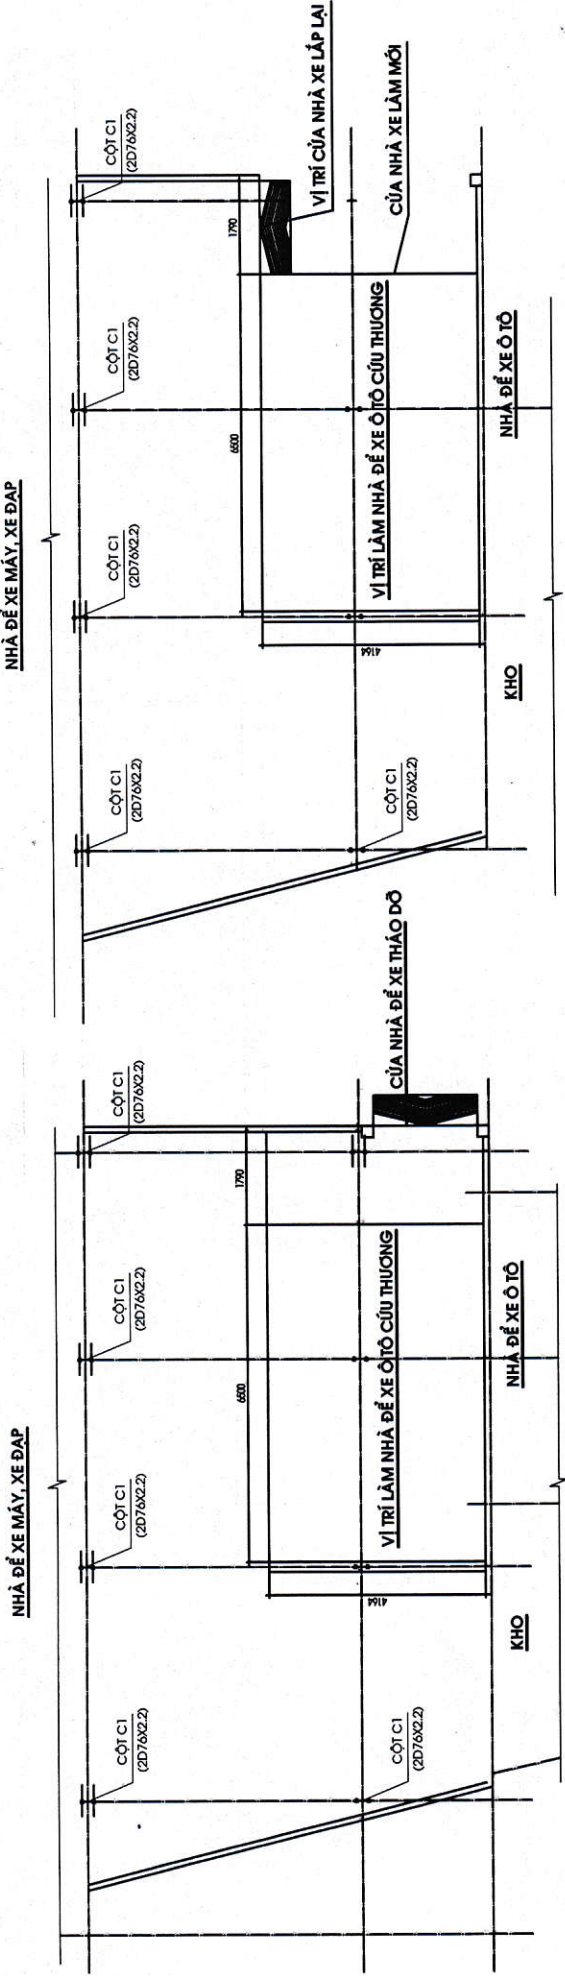 NHÀ ĐỂ XE MÁY, XE ĐẠP
CỘT C1
(2D76X2.2)
CỘT C1
(2D76X2.2)
CỘT C1
(2D76X2.2)
CỘT C1
(2D76X2.2)
6500
1790
4164
CỘT C1
(2D76X2.2)
VỊ TRÍ LÀM NHÀ ĐỂ XE Ô TÔ CỨU THƯƠNG
CỬA NHÀ ĐỂ XE THÁO DỠ
KHO
NHÀ ĐỂ XE Ô TÔ
NHÀ ĐỂ XE MÁY, XE ĐẠP
CỘT C1
(2D76X2.2)
CỘT C1
(2D76X2.2)
CỘT C1
(2D76X2.2)
CỘT C1
(2D76X2.2)
6500
1790
VỊ TRÍ CỦA NHÀ XE LẮP LẠI
4164
CỘT C1
(2D76X2.2)
VỊ TRÍ LÀM NHÀ ĐỂ XE Ô TÔ CỨU THƯƠNG
CỦA NHÀ XE LÀM MỚI
KHO
NHÀ ĐỂ XE Ô TÔ